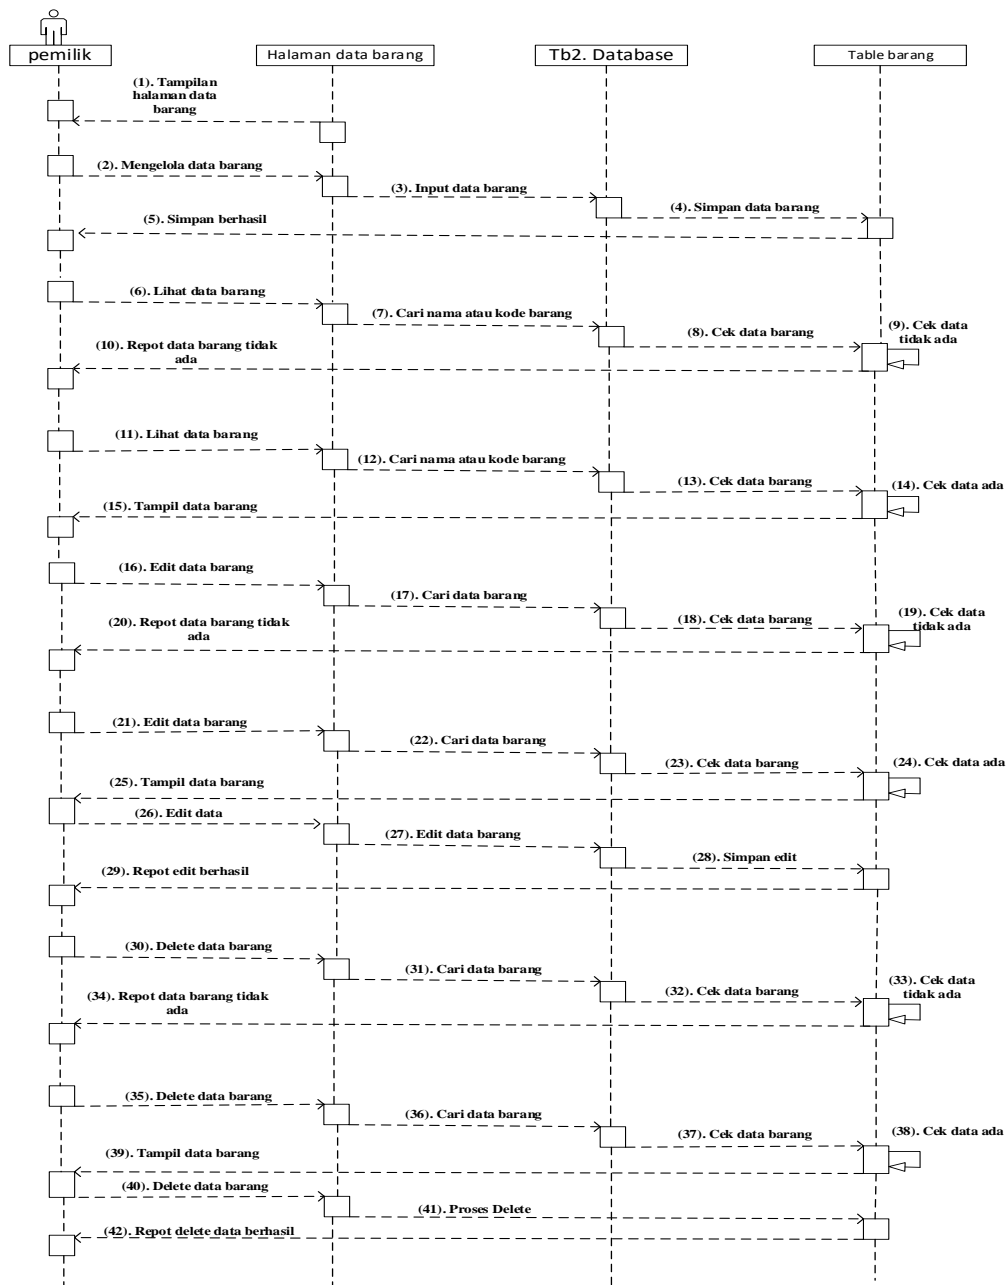 pemilik
Halaman data barang
Tb2. Database
Table barang
(1). Tampilan
halaman data
barang
(2). Mengelola data barang
(3). Input data barang
(4). Simpan data barang
(5). Simpan berhasil
(6). Lihat data barang
(7). Cari nama atau kode barang
(8). Cek data barang
(9). Cek data
tidak ada
(10). Repot data barang tidak
ada
(11). Lihat data barang
(12). Cari nama atau kode barang
(13). Cek data barang
(14). Cek data ada
(15). Tampil data barang
(16). Edit data barang
(17). Cari data barang
(18). Cek data barang
(19). Cek data
tidak ada
(20). Repot data barang tidak
ada
(21). Edit data barang
(22). Cari data barang
(23). Cek data barang
(24). Cek data ada
(25). Tampil data barang
(26). Edit data
(27). Edit data barang
(28). Simpan edit
(29). Repot edit berhasil
(30). Delete data barang
(31). Cari data barang
(32). Cek data barang
(33). Cek data
tidak ada
(34). Repot data barang tidak
ada
(35). Delete data barang
(36). Cari data barang
(37). Cek data barang
(38). Cek data ada
(39). Tampil data barang
(40). Delete data barang
(41). Proses Delete
(42). Repot delete data berhasil